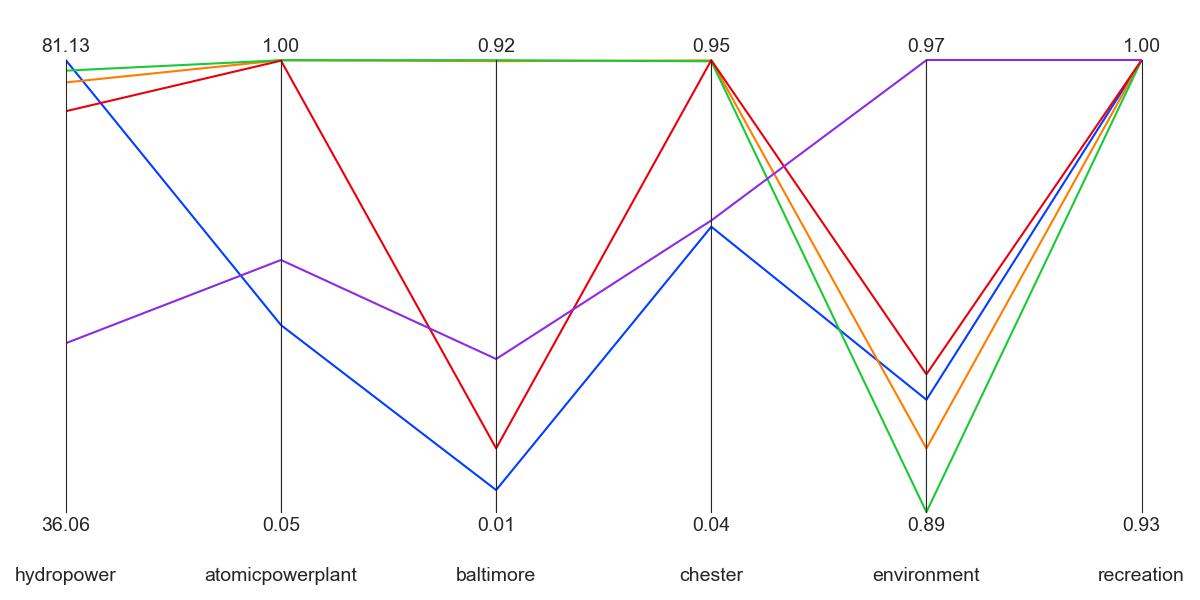 81.13 1.00 0.92 0.95 0.97 1.00
36.06 0.05 0.01 0.04 0.89 0.93
hydropower atomicpowerplant baltimore chester environment recreation